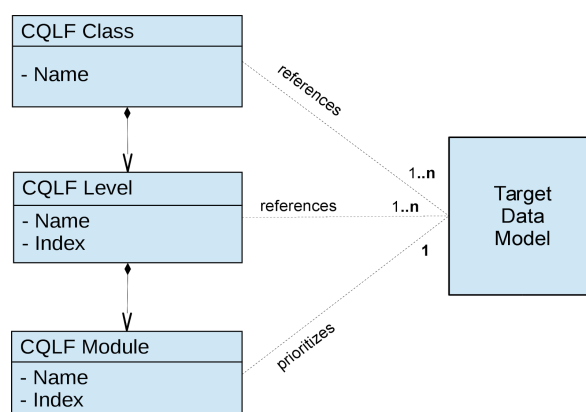 CQLF Class
- Name
references
1..n
CQLF Level
- Name
- Index
references
1..n
Target
Data
Model
1
prioritizes
CQLF Module
- Name
- Index